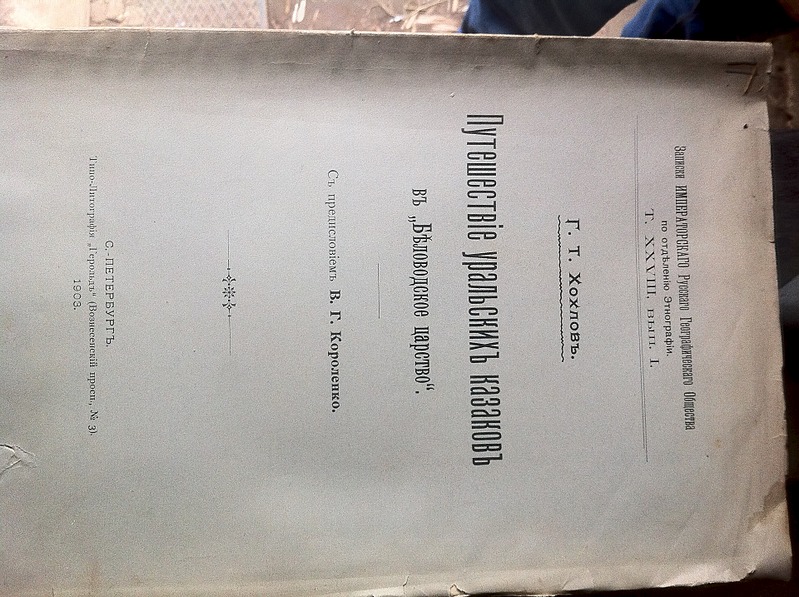 Записки ИМПЕРАТОРСКАГО Русскаго Географическаго Общества
по отдѣленію Этнографіи.
Т. XXVIII, вып. I.
Г. Т. Хохловъ.
Путешествіе уральскихъ казаковъ
въ „Бѣловодское царство“.
Съ предисловіемъ В. Г. Короленко.
С.-ПЕТЕРБУРГЪ.
Типо-Литографія „Герольдъ“ (Вознесенскій просп., № 3).
1903.